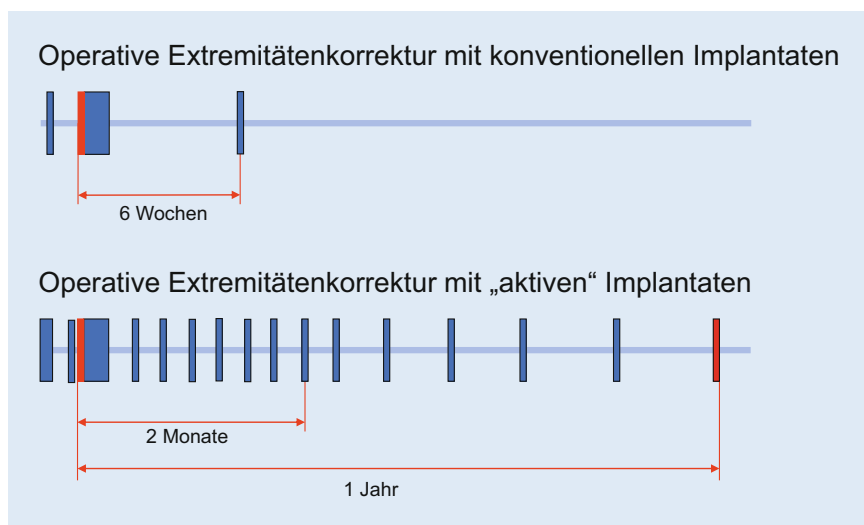 Operative Extremitätenkorrektur mit konventionellen Implantaten
6 Wochen
Operative Extremitätenkorrektur mit „aktiven“ Implantaten
2 Monate
1 Jahr